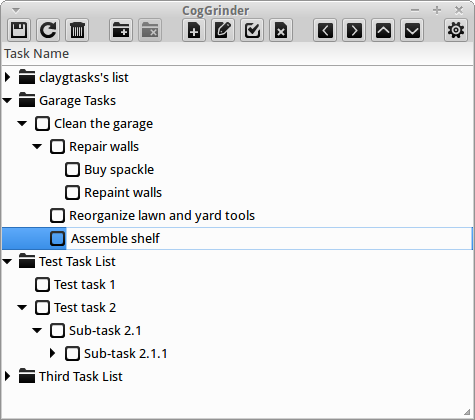 CogGrinder
Task Name
claygtasks's list
Garage Tasks
Clean the garage
Repair walls
Buy spackle
Repaint walls
Reorganize lawn and yard tools
Assemble shelf
Test Task List
Test task 1
Test task 2
Sub-task 2.1
Sub-task 2.1.1
Third Task List